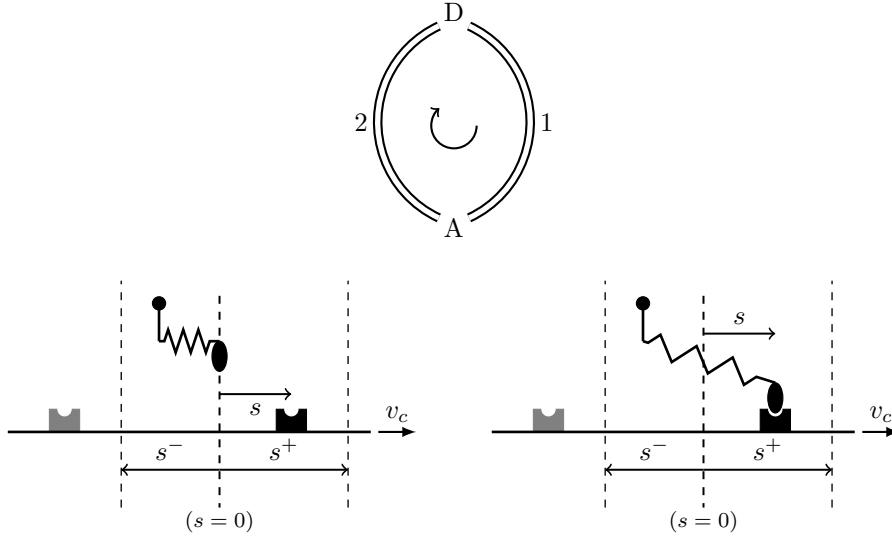 D
2 1
A
s s
v_c v_c
s^- s^+ s^- s^+
(s = 0) (s = 0)